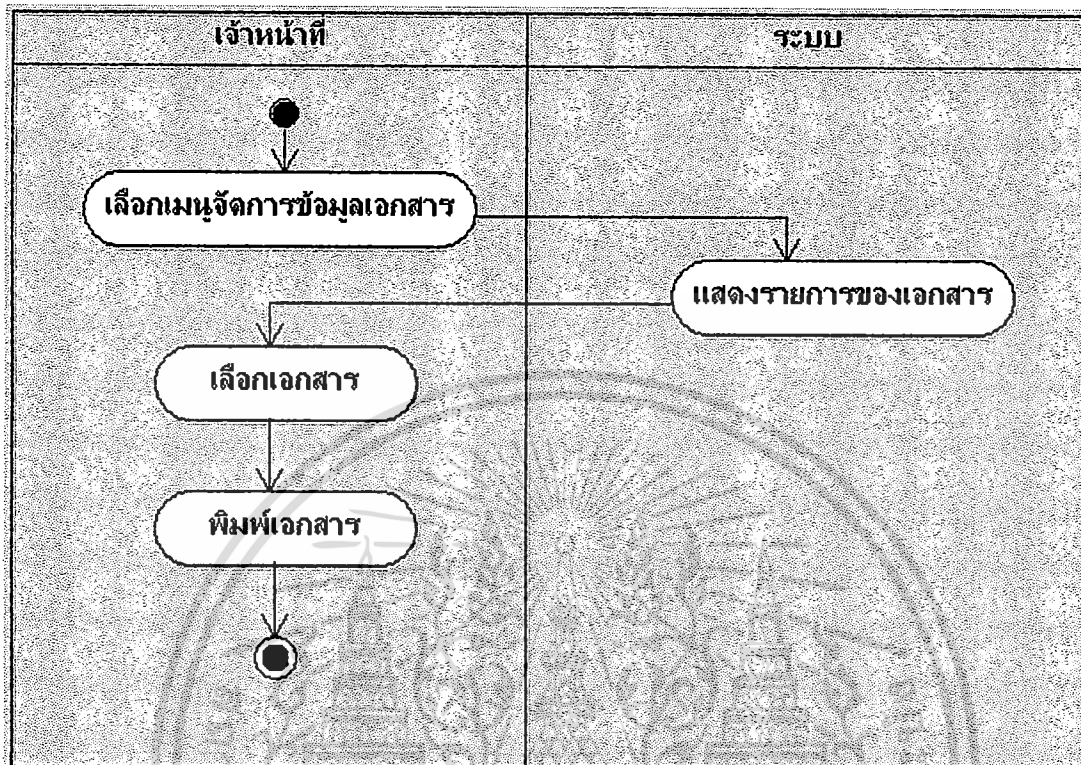 เจ้าหน้าที่
ระบบ
เลือกเมนูจัดการข้อมูลเอกสาร
แสดงรายการของเอกสาร
เลือกเอกสาร
พิมพ์เอกสาร